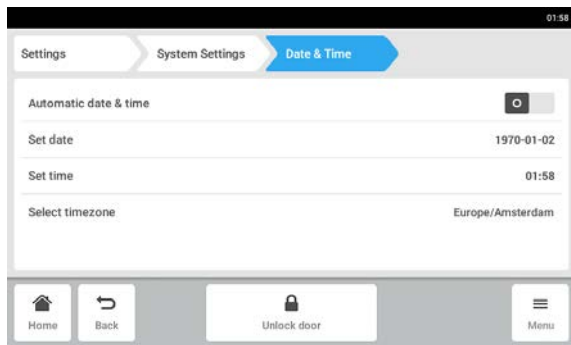 01:58
Settings System Settings Date & Time
Automatic date & time O
Set date 1970-01-02
Set time 01:58
Select timezone Europe/Amsterdam
Home Back Unlock door Menu